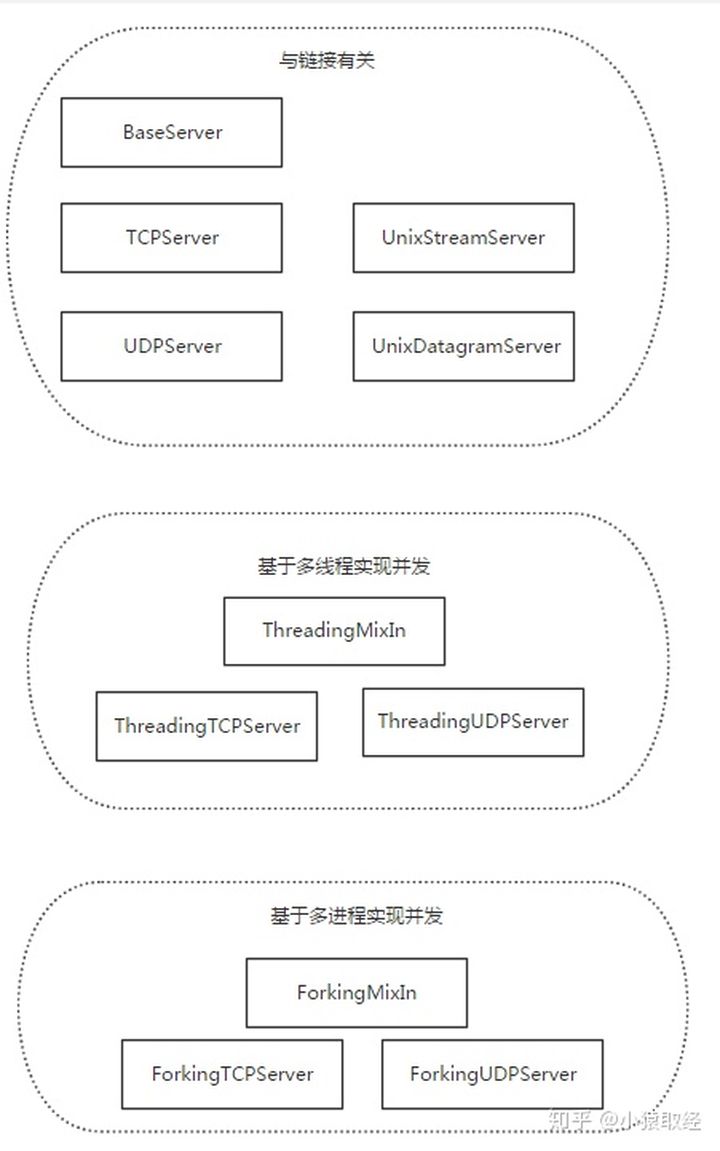 与链接有关
BaseServer
TCPServer
UnixStreamServer
UDPServer
UnixDatagramServer
基于多线程实现并发
ThreadingMixIn
ThreadingTCPServer
ThreadingUDPServer
基于多进程实现并发
ForkingMixIn
ForkingTCPServer
ForkingUDPServer
知乎 @小猿取经